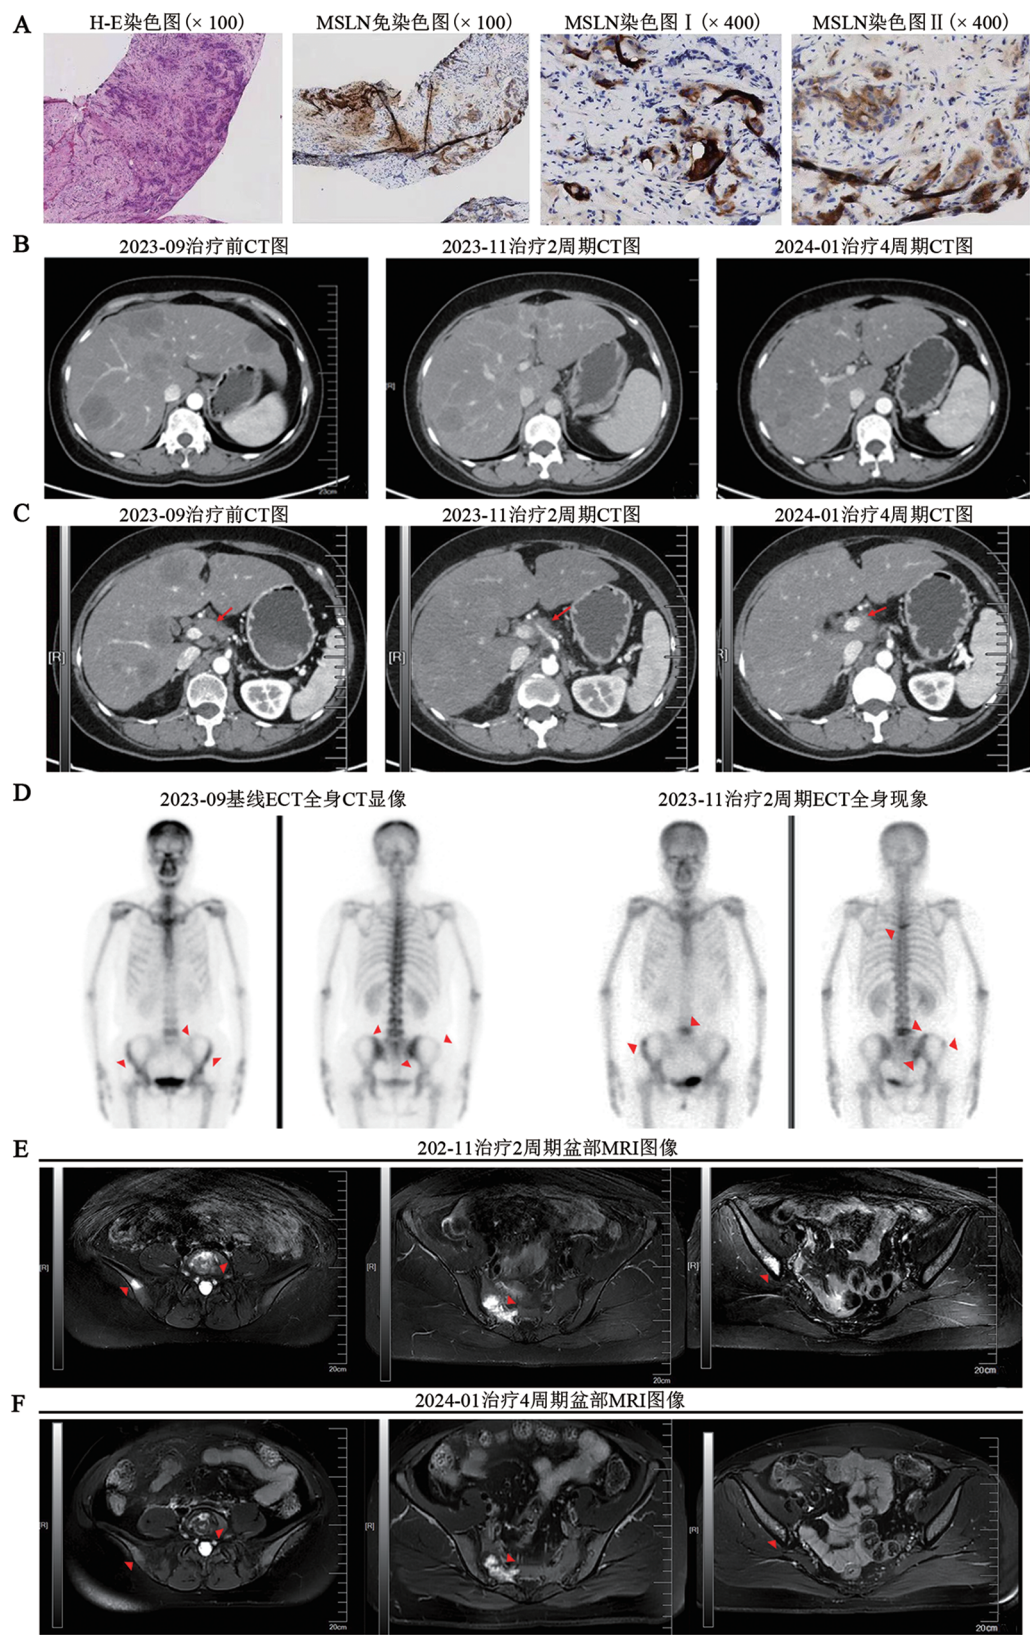 A
H-E染色图(× 100)
MSLN免染色图(× 100)
MSLN染色图Ⅰ(× 400)
MSLN染色图Ⅱ(× 400)
B
2023-09治疗前CT图
2023-11治疗2周期CT图
2024-01治疗4周期CT图
[R]
C
2023-09治疗前CT图
2023-11治疗2周期CT图
2024-01治疗4周期CT图
[R]
[R]
R]
D
2023-09基线ECT全身CT显像
2023-11治疗2周期ECT全身现象
E
202-11治疗2周期盆部MRI图像
[R]
[R]
[R]
20cm
20cm
20cm
F
2024-01治疗4周期盆部MRI图像
[R]
[R]
[R]
20cm
20cm
20cm